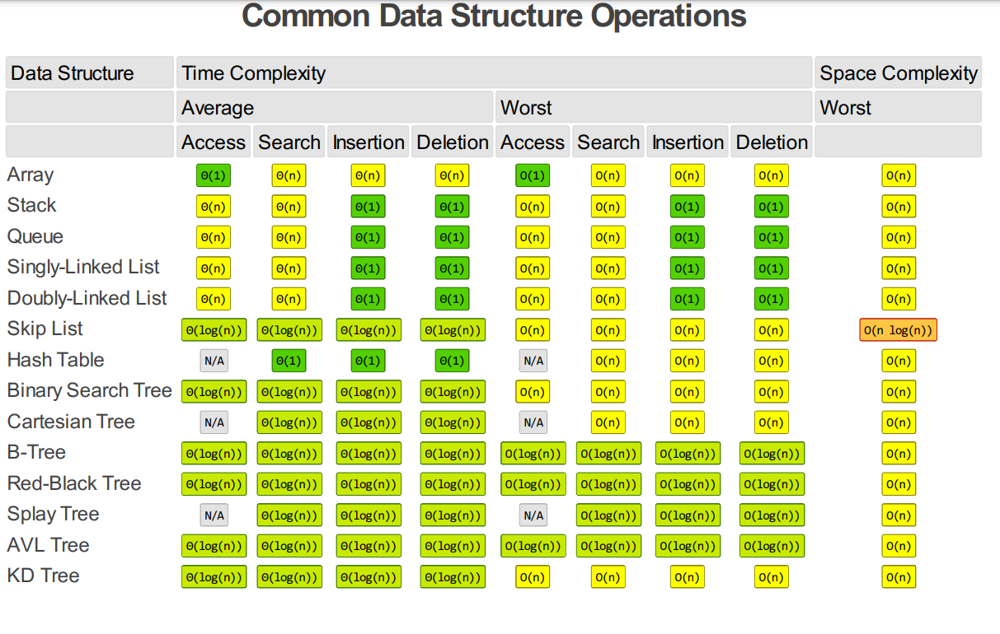 Common Data Structure Operations
Data Structure Time Complexity Space Complexity
Average Worst Worst
Access Search Insertion Deletion Access Search Insertion Deletion
Array Θ(1) Θ(n) Θ(n) Θ(n) O(1) O(n) O(n) O(n) O(n)
Stack Θ(n) Θ(n) Θ(1) Θ(1) O(n) O(n) O(1) O(1) O(n)
Queue Θ(n) Θ(n) Θ(1) Θ(1) O(n) O(n) O(1) O(1) O(n)
Singly-Linked List Θ(n) Θ(n) Θ(1) Θ(1) O(n) O(n) O(1) O(1) O(n)
Doubly-Linked List Θ(n) Θ(n) Θ(1) Θ(1) O(n) O(n) O(1) O(1) O(n)
Skip List Θ(log(n)) Θ(log(n)) Θ(log(n)) Θ(log(n)) O(n) O(n) O(n) O(n) O(n log(n))
Hash Table N/A Θ(1) Θ(1) Θ(1) N/A O(n) O(n) O(n) O(n)
Binary Search Tree Θ(log(n)) Θ(log(n)) Θ(log(n)) Θ(log(n)) O(n) O(n) O(n) O(n) O(n)
Cartesian Tree N/A Θ(log(n)) Θ(log(n)) Θ(log(n)) N/A O(n) O(n) O(n) O(n)
B-Tree Θ(log(n)) Θ(log(n)) Θ(log(n)) Θ(log(n)) O(log(n)) O(log(n)) O(log(n)) O(log(n)) O(n)
Red-Black Tree Θ(log(n)) Θ(log(n)) Θ(log(n)) Θ(log(n)) O(log(n)) O(log(n)) O(log(n)) O(log(n)) O(n)
Splay Tree N/A Θ(log(n)) Θ(log(n)) Θ(log(n)) N/A O(log(n)) O(log(n)) O(log(n)) O(n)
AVL Tree Θ(log(n)) Θ(log(n)) Θ(log(n)) Θ(log(n)) O(log(n)) O(log(n)) O(log(n)) O(log(n)) O(n)
KD Tree Θ(log(n)) Θ(log(n)) Θ(log(n)) Θ(log(n)) O(n) O(n) O(n) O(n) O(n)